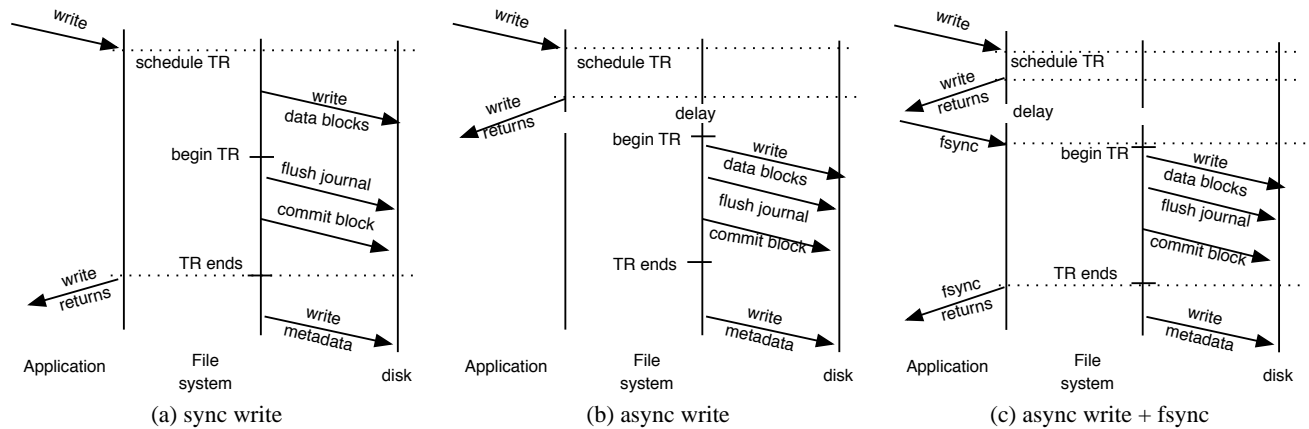 write
schedule TR
write
data blocks
begin TR
flush journal
commit block
TR ends
write
returns
write
metadata
Application
File
system
disk
(a) sync write
write
schedule TR
write
returns
delay
begin TR
write
data blocks
flush journal
commit block
TR ends
write
metadata
Application
File
system
disk
(b) async write
write
schedule TR
write
returns
delay
fsync
begin TR
write
data blocks
flush journal
commit block
TR ends
fsync
returns
write
metadata
Application
File
system
disk
(c) async write + fsync